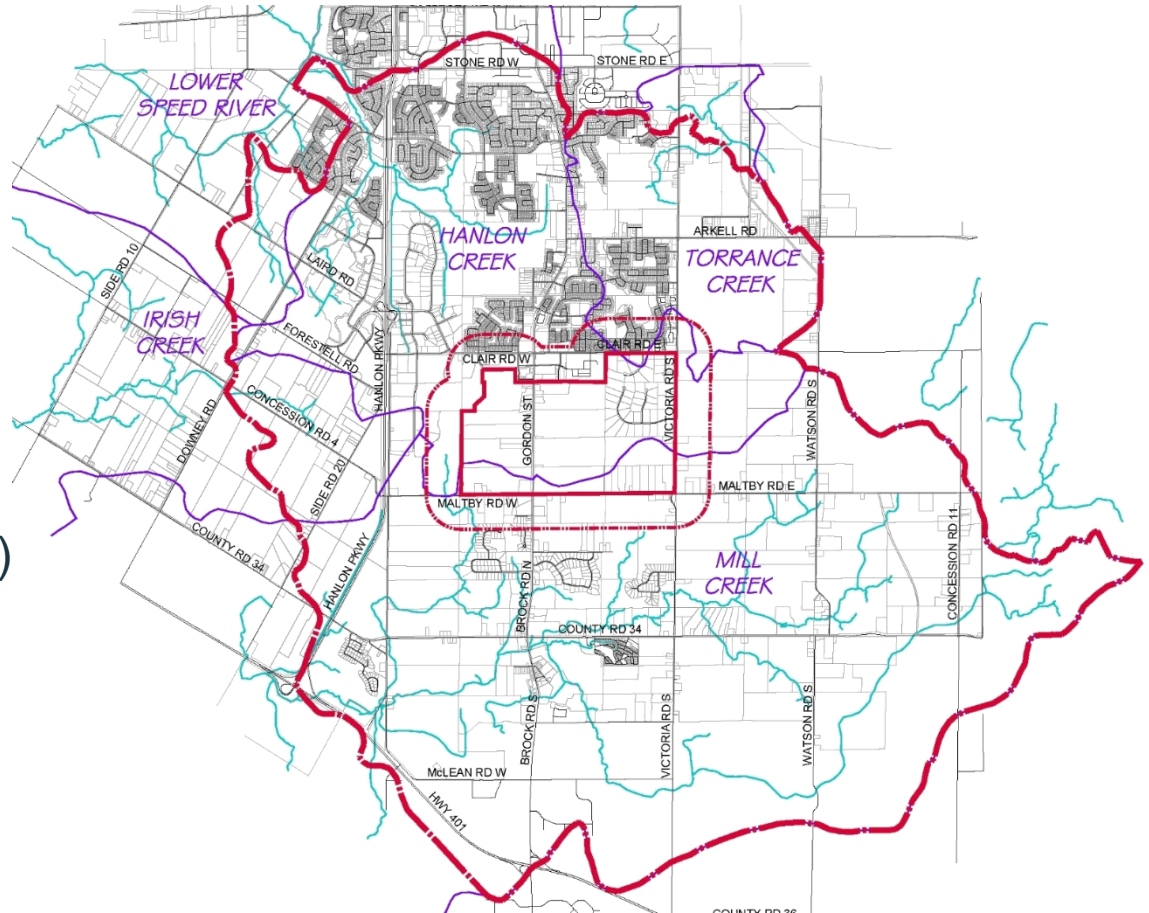 STONE RD W
STONE RD E
LOWER
SPEED RIVER
HANLON
CREEK
ARKELL RD
TORRANCE
CREEK
SIDE RD 10
LAIRD RD
IRISH
CREEK
FORESTELL RD
HANLON PKWY
CLAIR RD W
CLAIR RD E
CONCESSION RD 4
DOWNEY RD
GORDON ST
VICTORIA RD S
WATSON RD S
SIDE RD 20
MALTBY RD W
MALTBY RD E
COUNTY RD 34
)
HANLON PKWY
BROCK RD N
MILL
CREEK
CONCESSION RD 11
COUNTY RD 34
BROCK RD S
VICTORIA RD S
WATSON RD S
McLEAN RD W
HWY 401
COUNTY RD 36